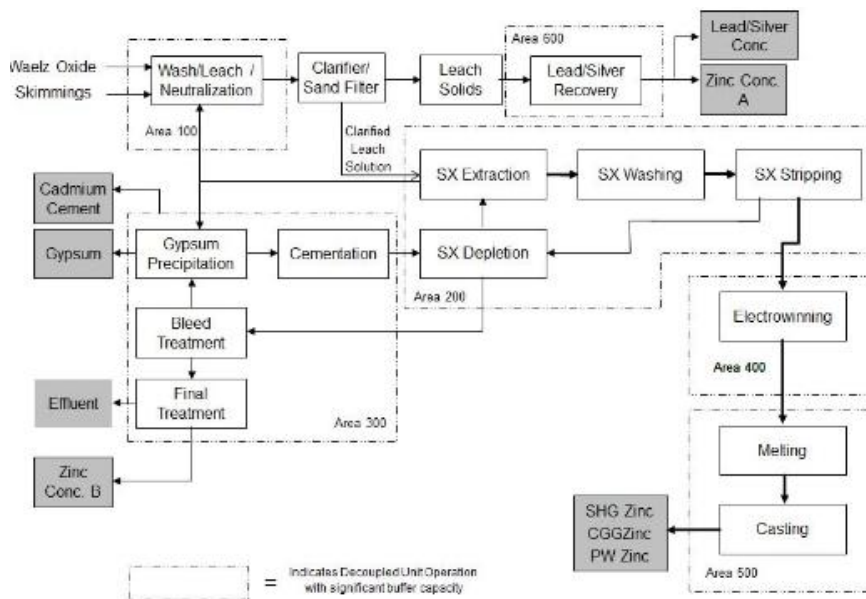 Area 600
Lead/Silver
Conc
Waelz Oxide
Skimmings
Wash/Leach /
Neutralization
Clarifier/
Sand Filter
Leach
Solids
Lead/Silver
Recovery
Zinc Conc.
A
Area 100
Clarified
Leach
Solution
SX Extraction
SX Washing
SX Stripping
Cadmium
Cement
Gypsum
Gypsum
Precipitation
Cementation
SX Depletion
Area 200
Bleed
Treatment
Electrowinning
Area 400
Effluent
Final
Treatment
Area 300
Melting
Zinc
Conc. B
SHG Zinc
CGGZinc
PW Zinc
Casting
Area 500
= Indicates Decoupled Unit Operation
with significant buffer capacity